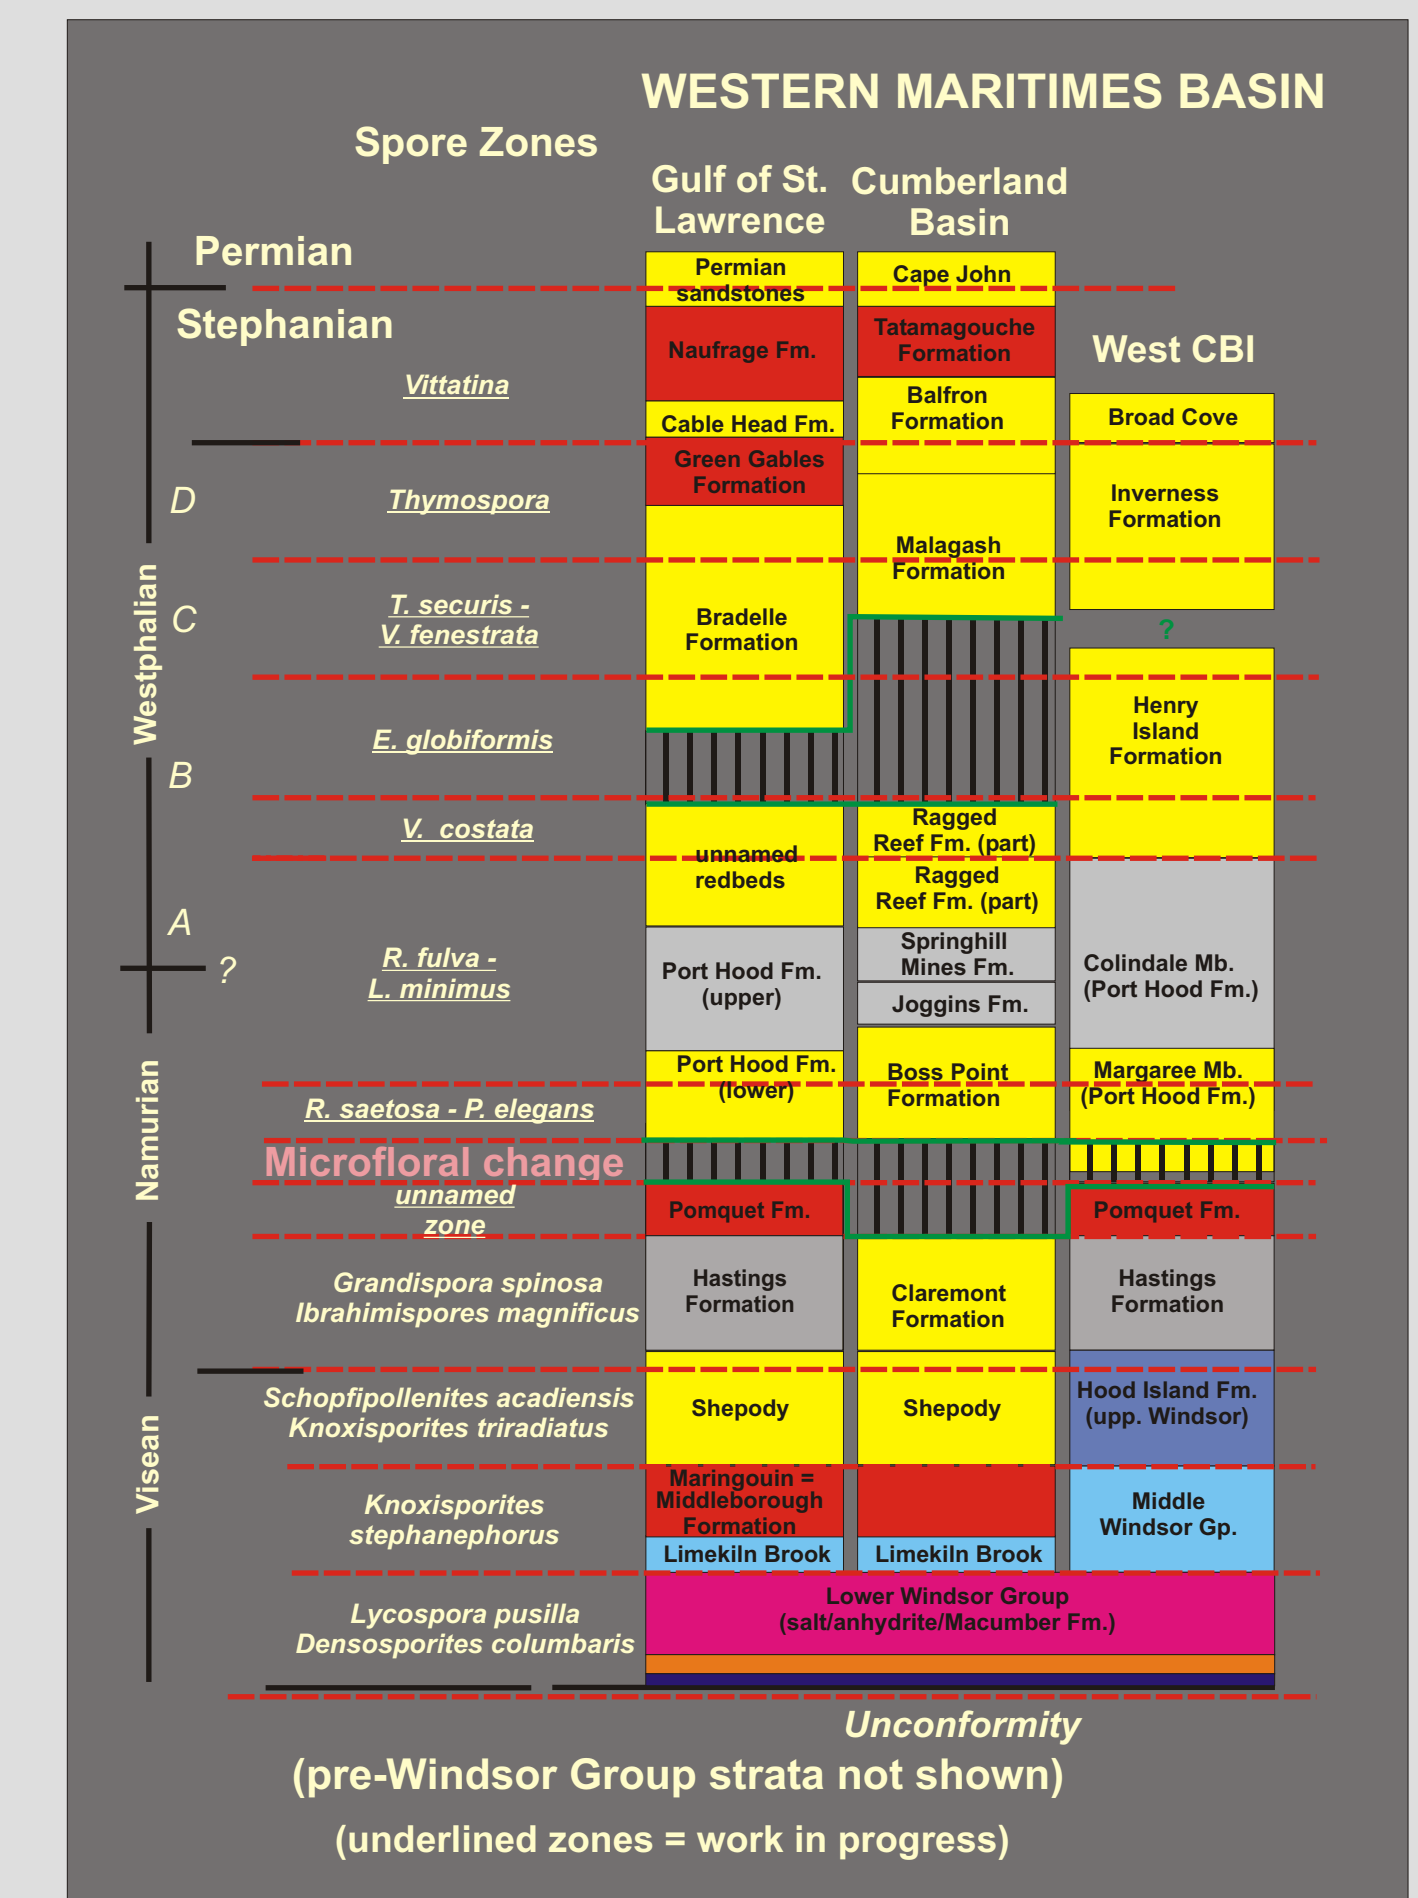 WESTERN MARITIMES BASIN
Spore Zones
Gulf of St.
Lawrence
Cumberland
Basin
West CBI
Permian
Stephanian
Westphalian
D
C
B
A
?
Namurian
Visean
Vittatina
Thymospora
T. securis -
V. fenestrata
E. globiformis
V. costata
R. fulva -
L. minimus
R. saetosa - P. elegans
Microfloral change
unnamed
zone
Grandispora spinosa
Ibrahimispores magnificus
Schopfipollenites acadiensis
Knoxisporites triradiatus
Knoxisporites
stephanephorus
Lycospora pusilla
Densosporites columbaris
Permian
sandstones
Naufrage Fm.
Cable Head Fm.
Green Gables
Formation
Bradelle
Formation
unnamed
redbeds
Port Hood Fm.
(upper)
Port Hood Fm.
(lower)
Pomquet Fm.
Hastings
Formation
Shepody
Maringouin =
Middleborough
Formation
Limekiln Brook
Cape John
Tatamagouche
Formation
Balfron
Formation
Malagash
Formation
Ragged
Reef Fm. (part)
Ragged
Reef Fm. (part)
Springhill
Mines Fm.
Joggins Fm.
Boss Point
Formation
Claremont
Formation
Shepody
Limekiln Brook
Broad Cove
Inverness
Formation
?
Henry
Island
Formation
Colindale Mb.
(Port Hood Fm.)
Margaree Mb.
(Port Hood Fm.)
Pomquet Fm.
Hastings
Formation
Hood Island Fm.
(upp. Windsor)
Middle
Windsor Gp.
Lower Windsor Group
(salt/anhydrite/Macumber Fm.)
Unconformity
(pre-Windsor Group strata not shown)
(underlined zones = work in progress)